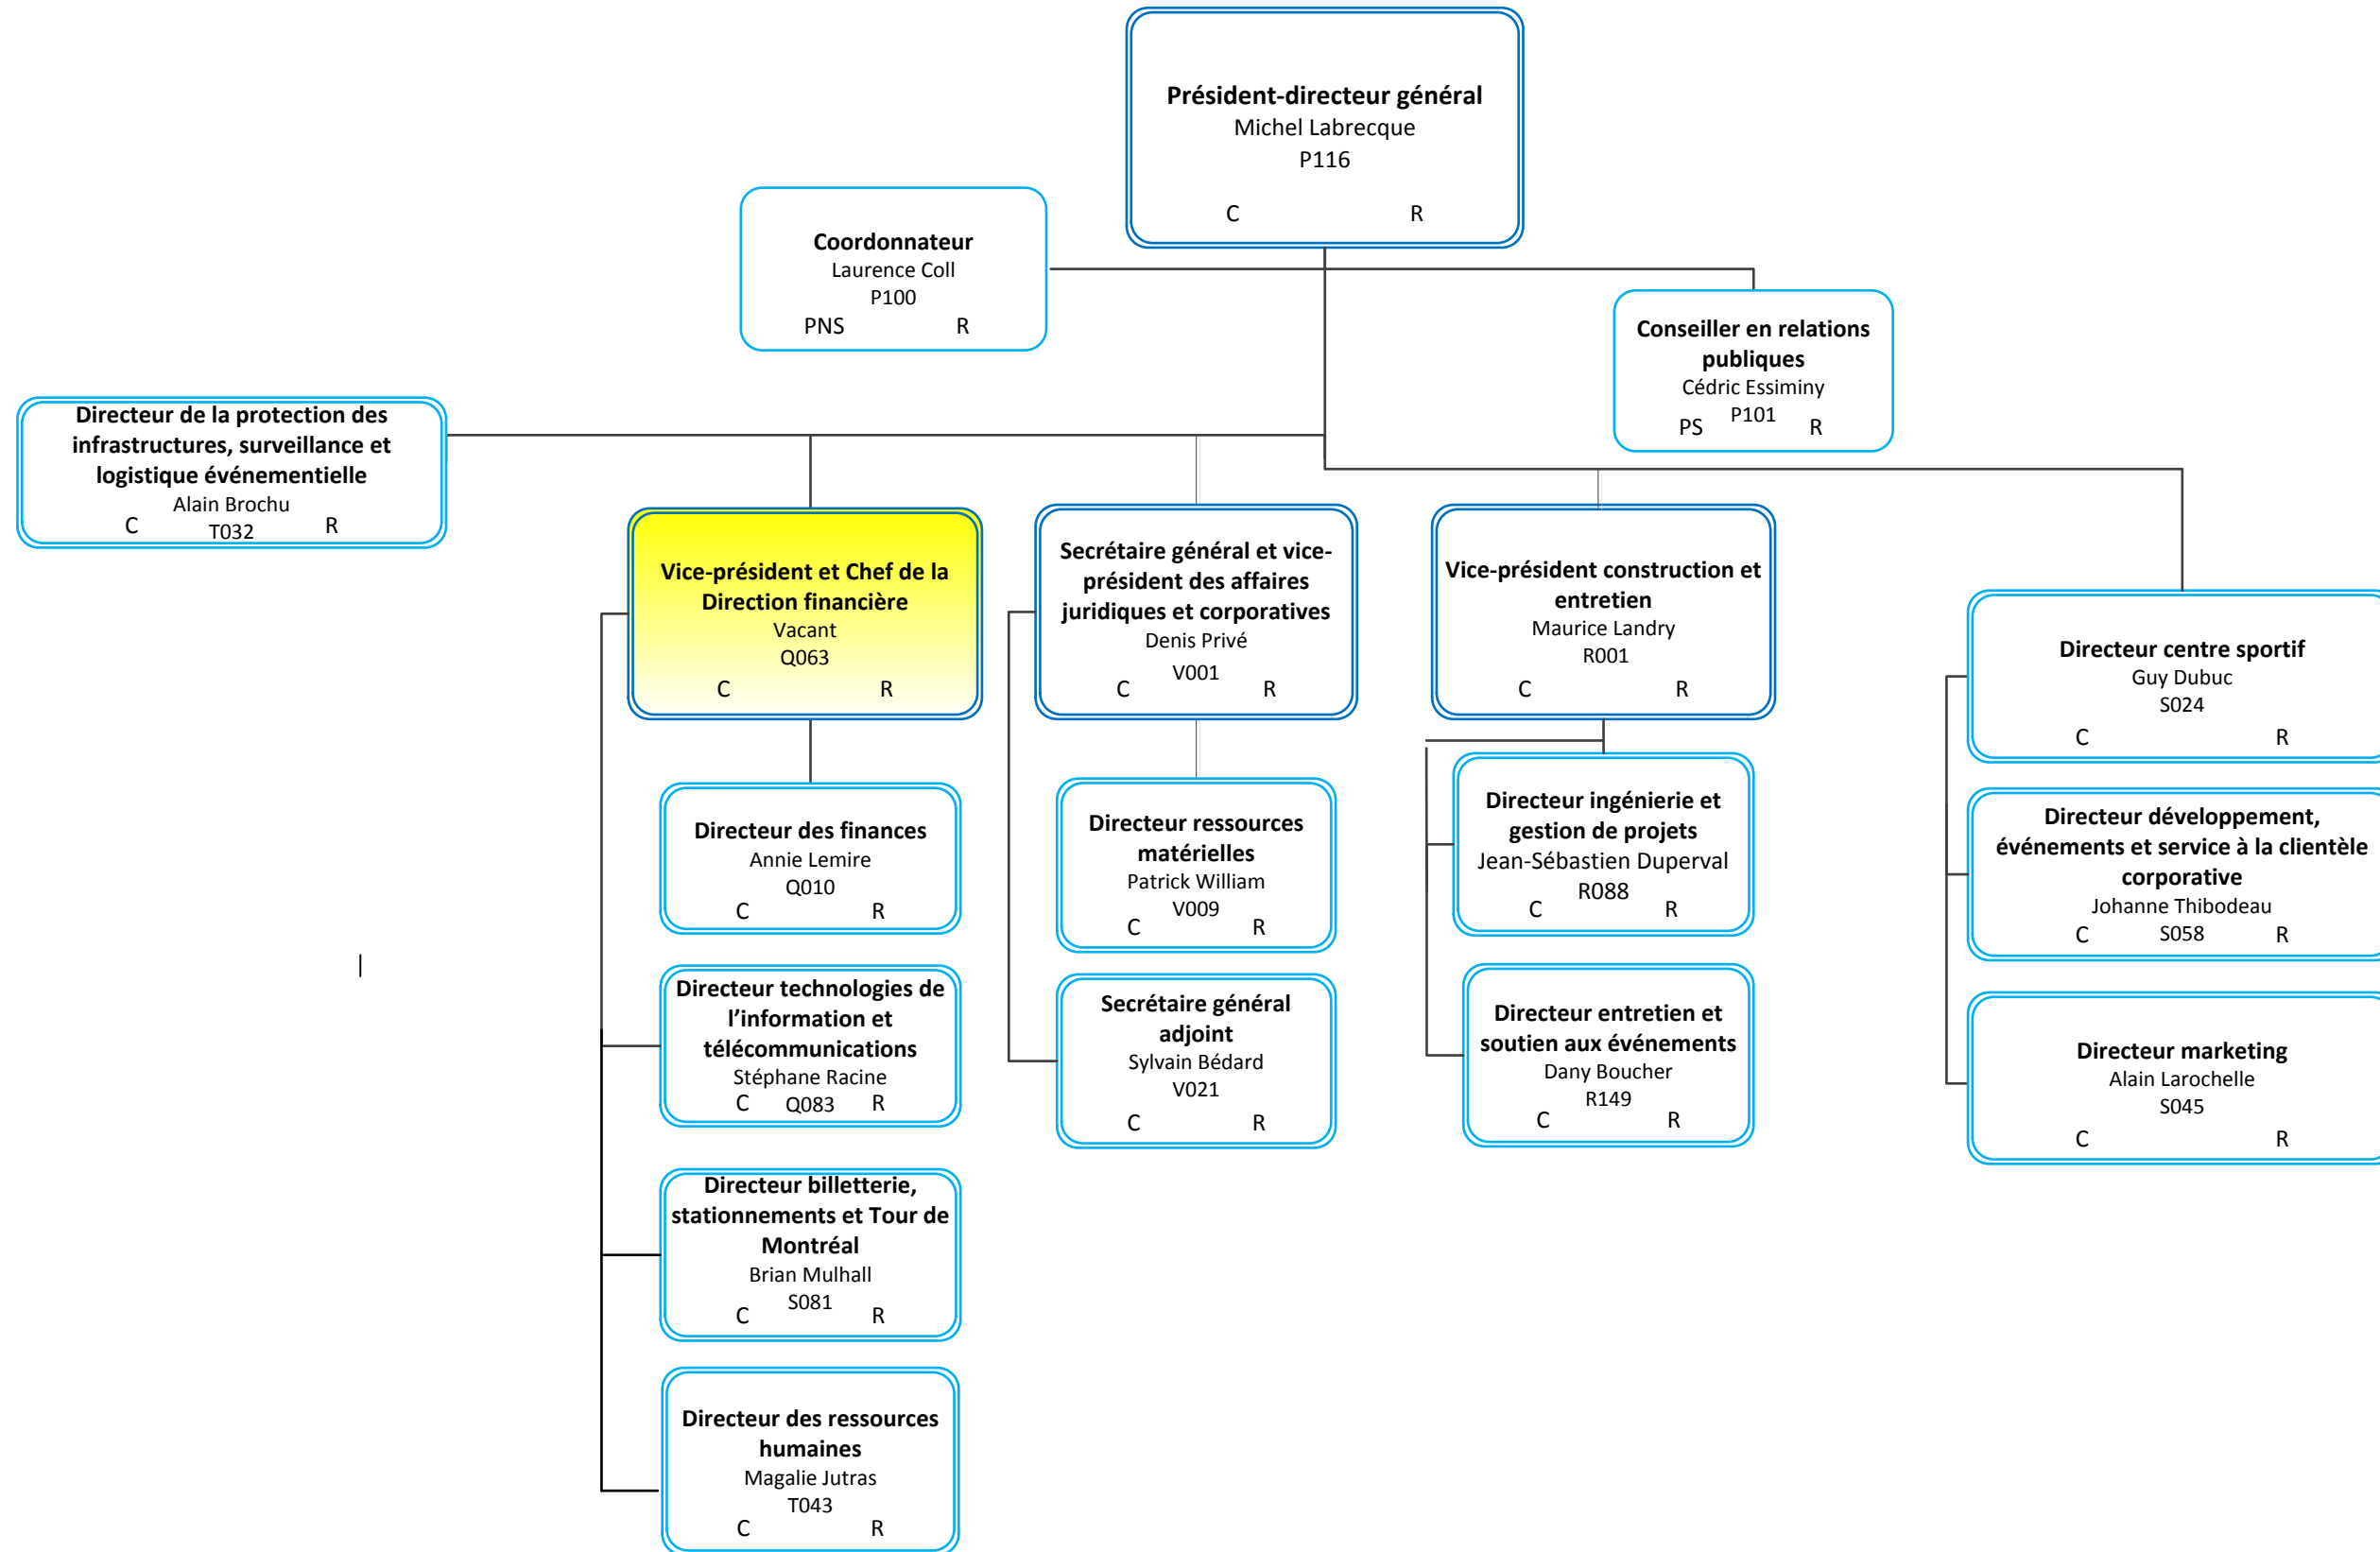 Président-directeur général
Michel Labrecque
P116
C R
Coordonnateur
Laurence Coll
P100
PNS R
Conseiller en relations
publiques
Cédric Essiminy
P101
PS R
Directeur de la protection des
infrastructures, surveillance et
logistique événementielle
Alain Brochu
C T032 R
Vice-président et Chef de la
Direction financière
Vacant
Q063
C R
Secrétaire général et vice-
président des affaires
juridiques et corporatives
Denis Privé
V001
C R
Vice-président construction et
entretien
Maurice Landry
R001
C R
Directeur centre sportif
Guy Dubuc
S024
C R
Directeur des finances
Annie Lemire
Q010
C R
Directeur ressources
matérielles
Patrick William
V009
C R
Directeur ingénierie et
gestion de projets
Jean-Sébastien Duperval
R088
C R
Directeur développement,
événements et service à la clientèle
corporative
Johanne Thibodeau
C S058 R
Directeur technologies de
l’information et
télécommunications
Stéphane Racine
C Q083 R
Secrétaire général
adjoint
Sylvain Bédard
V021
C R
Directeur entretien et
soutien aux événements
Dany Boucher
R149
C R
Directeur marketing
Alain Larochelle
S045
C R
Directeur billetterie,
stationnements et Tour de
Montréal
Brian Mulhall
S081
C R
Directeur des ressources
humaines
Magalie Jutras
T043
C R